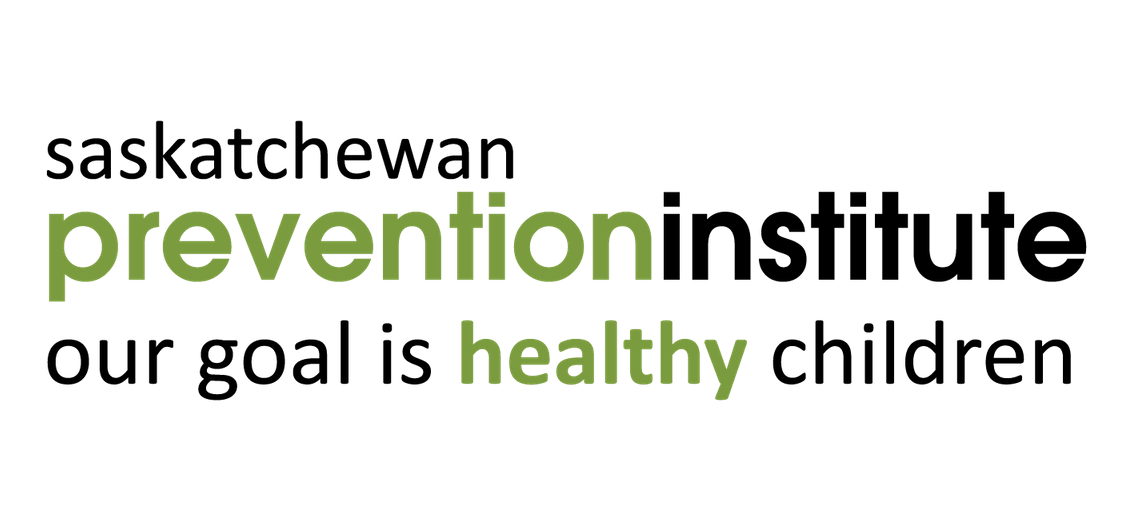 saskatchewan
preventioninstitute
our goal is healthy children